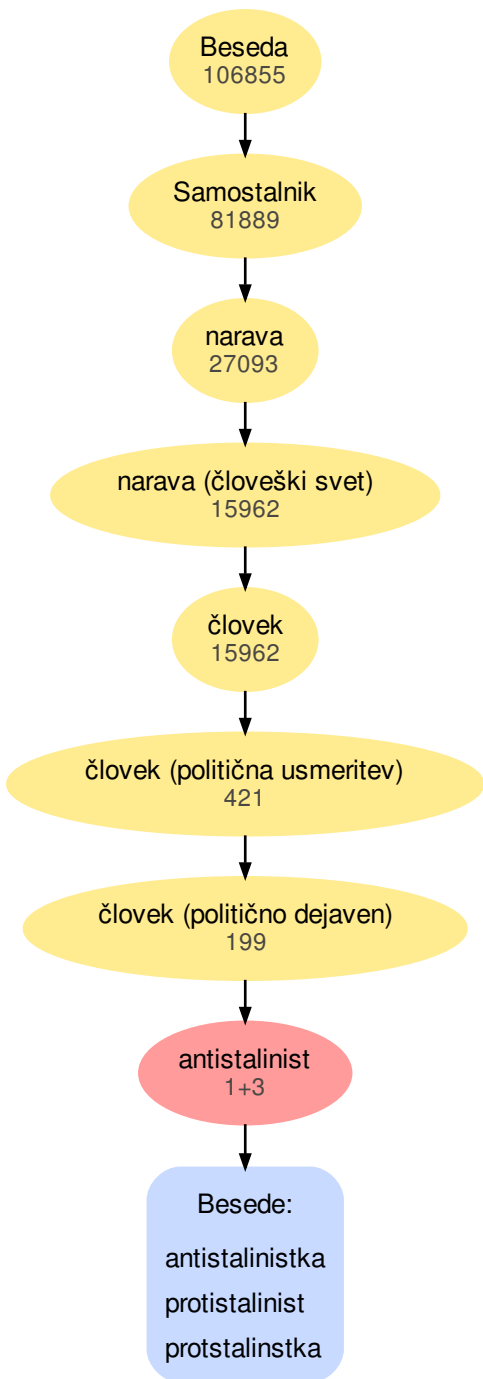 Beseda
106855
Samostalnik
81889
narava
27093
narava (človeški svet)
15962
človek
15962
človek (politična usmeritev)
421
človek (politično dejaven)
199
antistalinist
1+3
Besede:
antistalinistka
protistalinist
protstalinstka